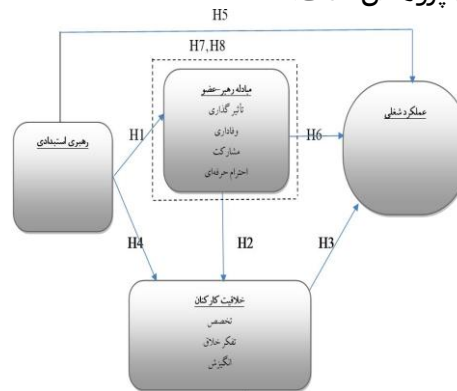 H5
H7,H8
مبادله رهبر-عضو
تأثیر گذاری
وفاداری
مشارکت
احترام حرفه‌ای
عملکرد شغلی
رهبری استبدادی
H1
H6
H4
H2
H3
خلاقیت کارکنان
تخصص
تفکر خلاق
انگیزش